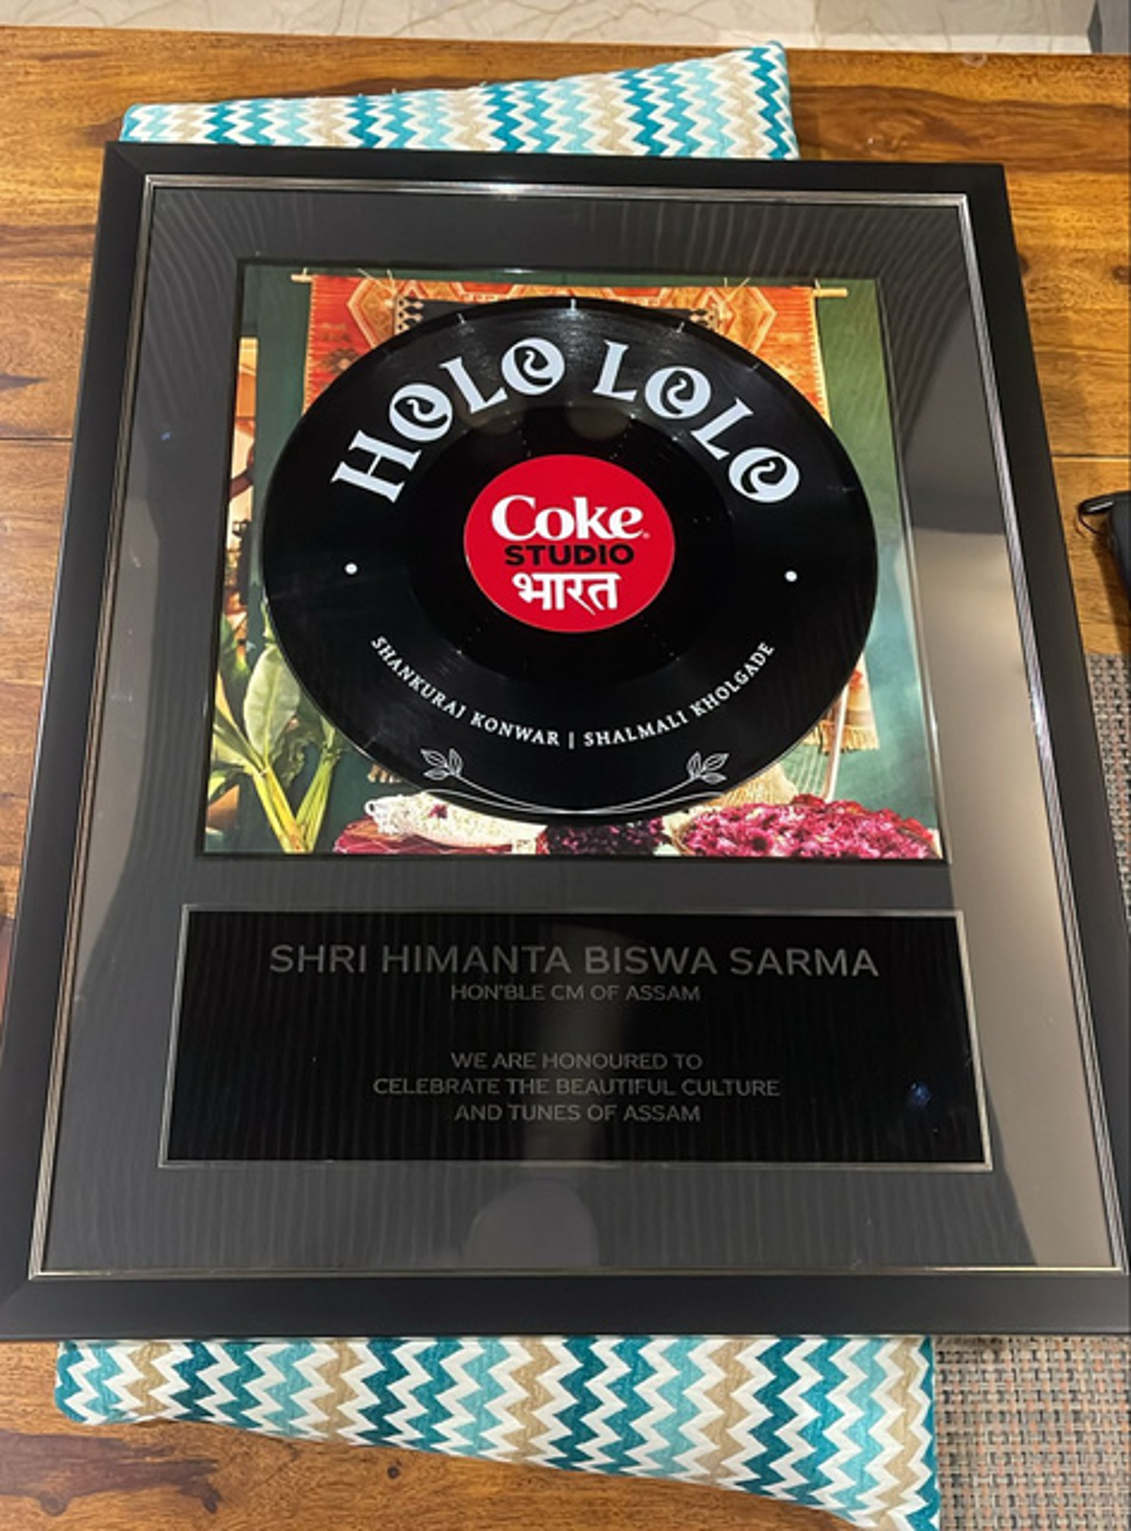 HOLO LOLO
Coke
STUDIO
भारत
SHANKURAJ KONWAR | SHALMALI KHOLGADE
SHRI HIMANTA BISWA SARMA
HON'BLE CM OF ASSAM
WE ARE HONOURED TO
CELEBRATE THE BEAUTIFUL CULTURE
AND TUNES OF ASSAM